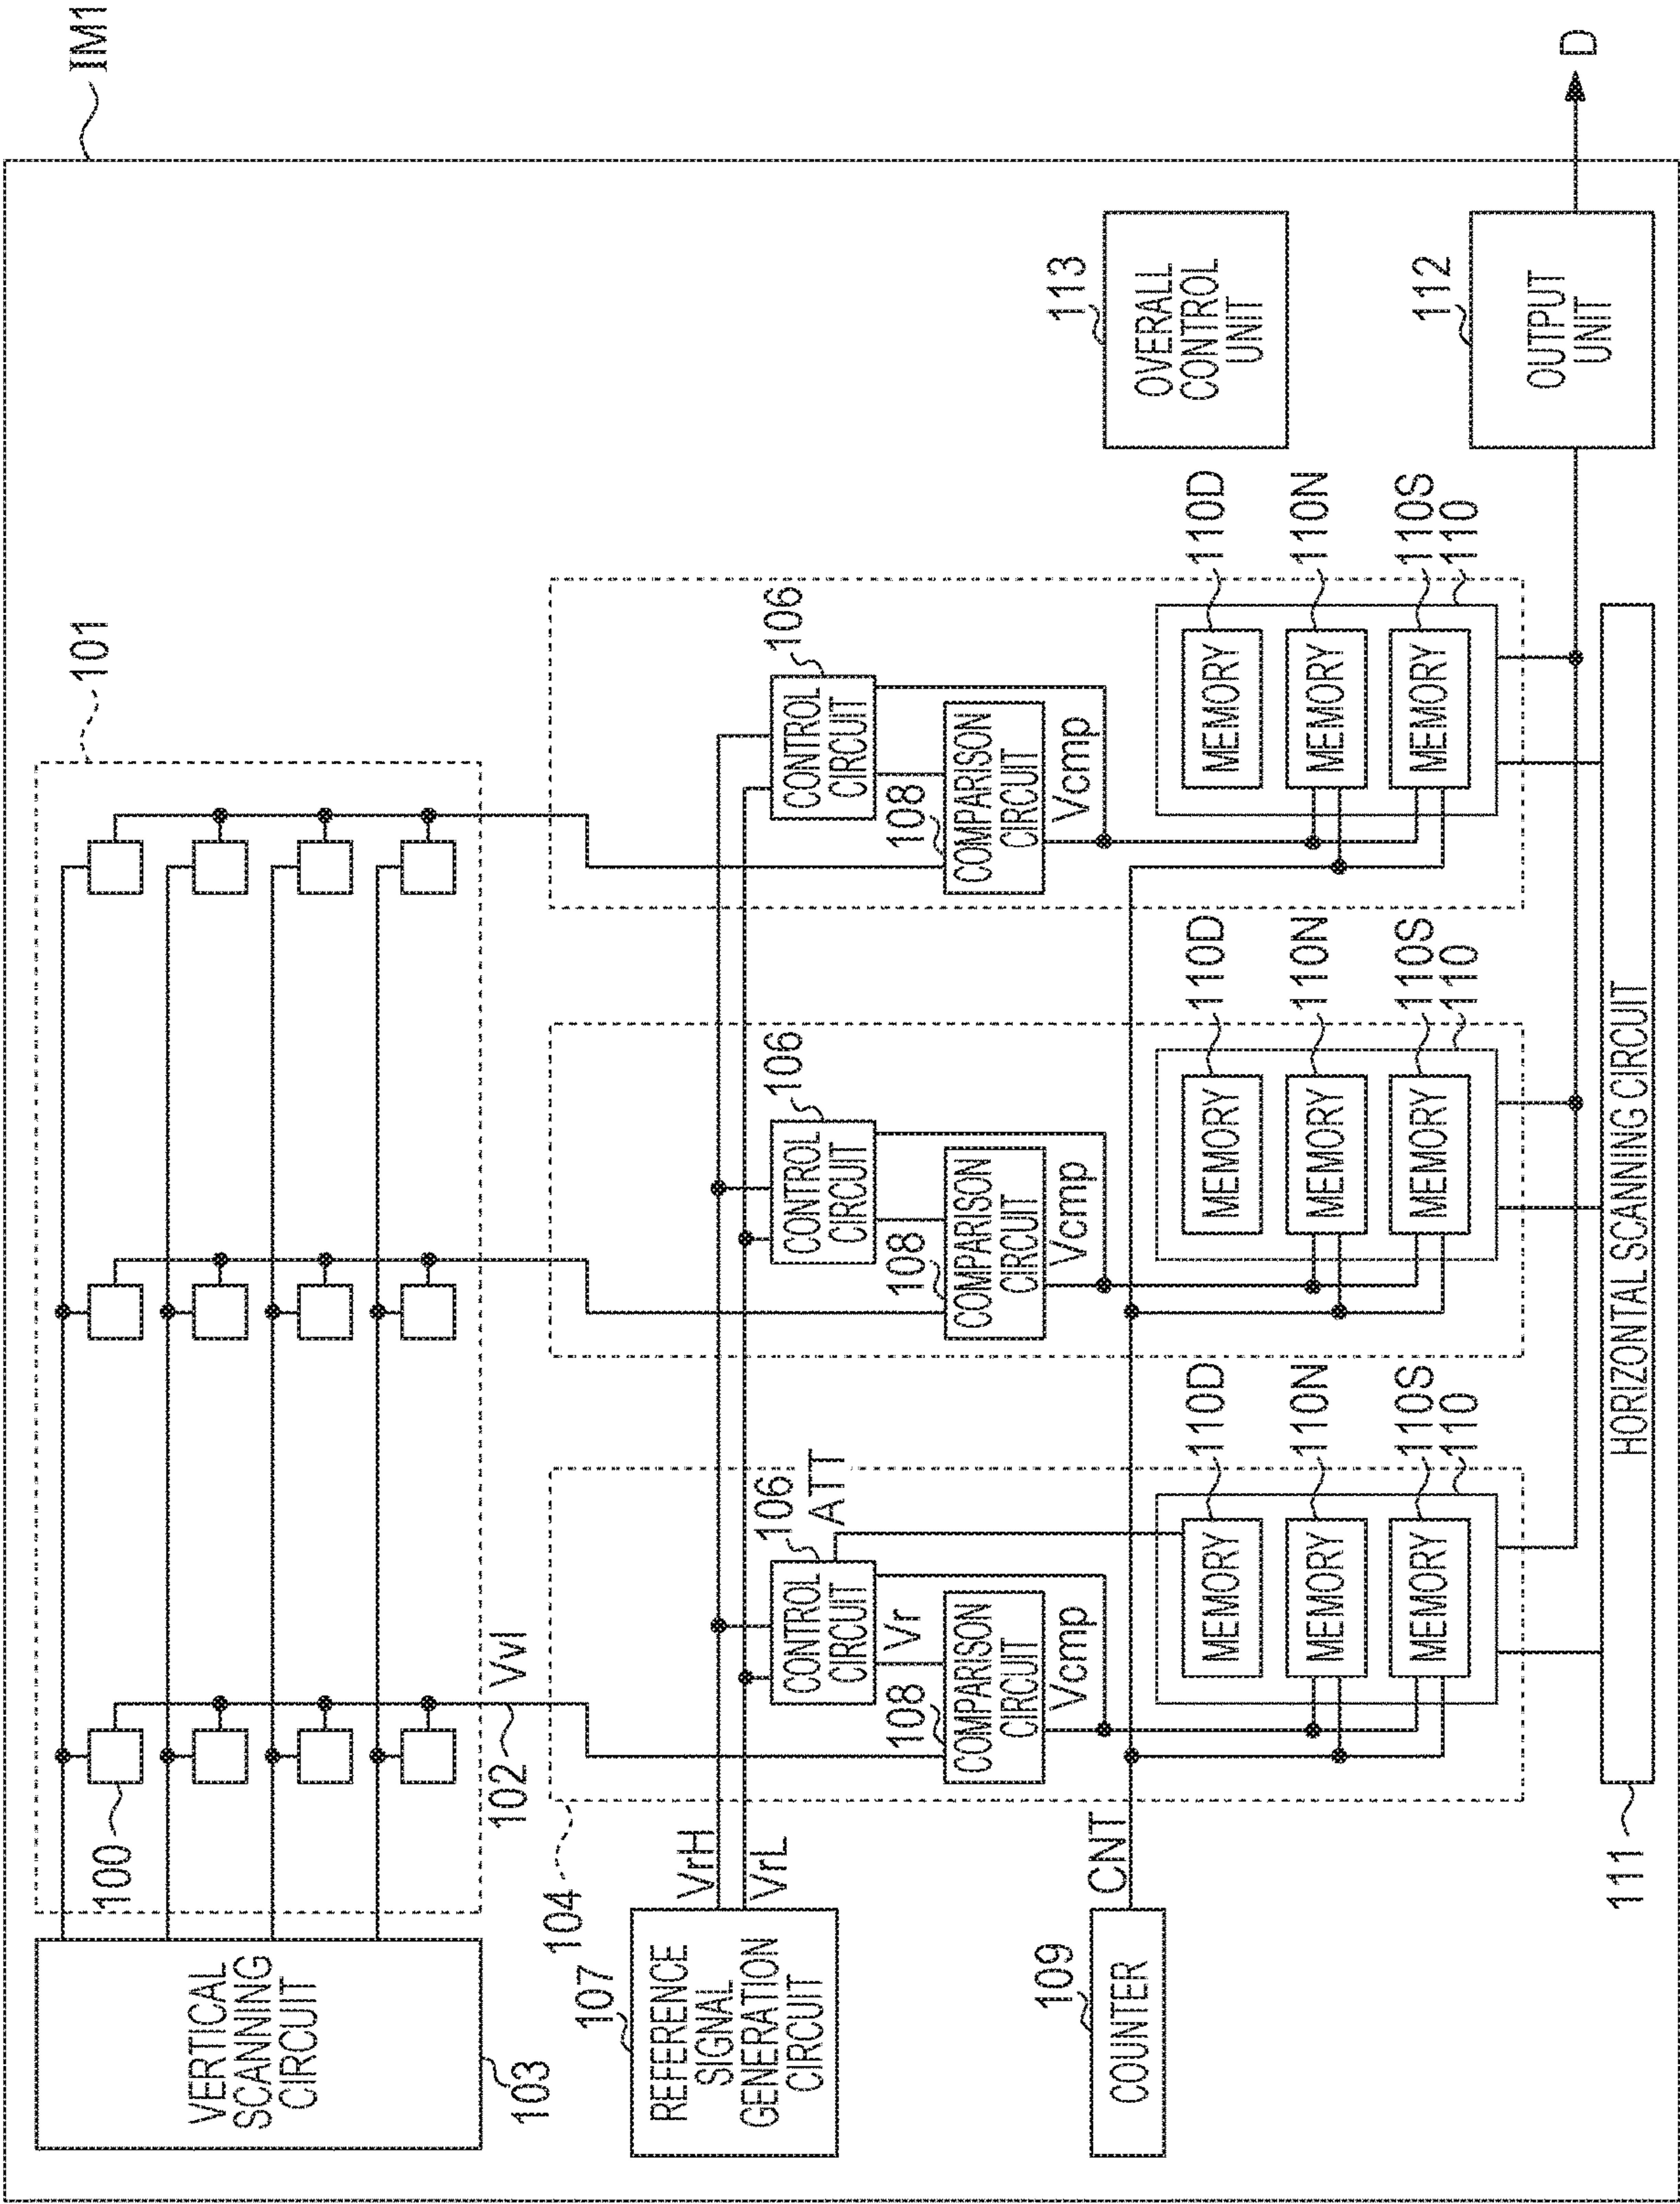 IM1
101
VERTICAL
SCANNING
CIRCUIT
103
100
102
Vvl
104
107
REFERENCE
SIGNAL
GENERATION
CIRCUIT
VrH
VrL
106
ATT
CONTROL
CIRCUIT
Vr
108
COMPARISON
CIRCUIT
Vcmp
106
CONTROL
CIRCUIT
108
COMPARISON
CIRCUIT
Vcmp
106
CONTROL
CIRCUIT
108
COMPARISON
CIRCUIT
Vcmp
109
COUNTER
CNT
110D
MEMORY
110N
MEMORY
110S
110
MEMORY
110D
MEMORY
110N
MEMORY
110S
110
MEMORY
110D
MEMORY
110N
MEMORY
110S
110
MEMORY
113
OVERALL
CONTROL
UNIT
112
OUTPUT
UNIT
D
111
HORIZONTAL SCANNING CIRCUIT